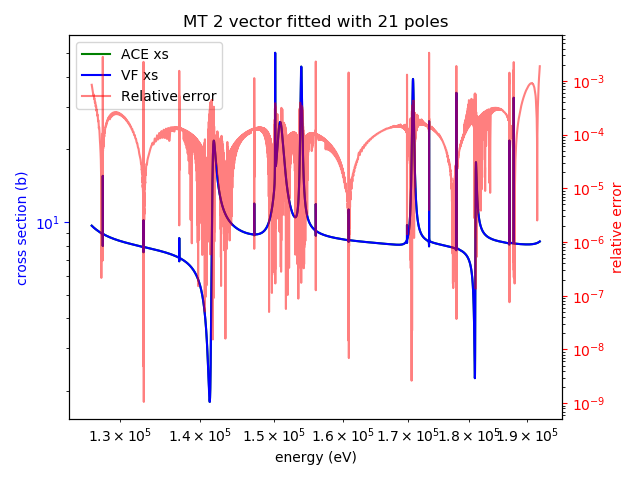 MT 2 vector fitted with 21 poles
ACE xs
VF xs
Relative error
cross section (b)
10¹
10⁻³
10⁻⁴
10⁻⁵
10⁻⁶
10⁻⁷
10⁻⁸
10⁻⁹
relative error
1.3 × 10⁵ 1.4 × 10⁵ 1.5 × 10⁵ 1.6 × 10⁵ 1.7 × 10⁵ 1.8 × 10⁵ 1.9 × 10⁵
energy (eV)